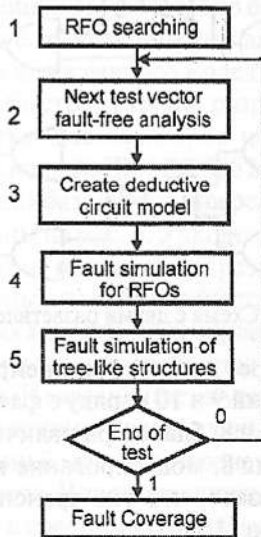 1 RFO searching
2 Next test vector
fault-free analysis
3 Create deductive
circuit model
4 Fault simulation
for RFOs
5 Fault simulation of
tree-like structures
0
End of
test
1
Fault Coverage